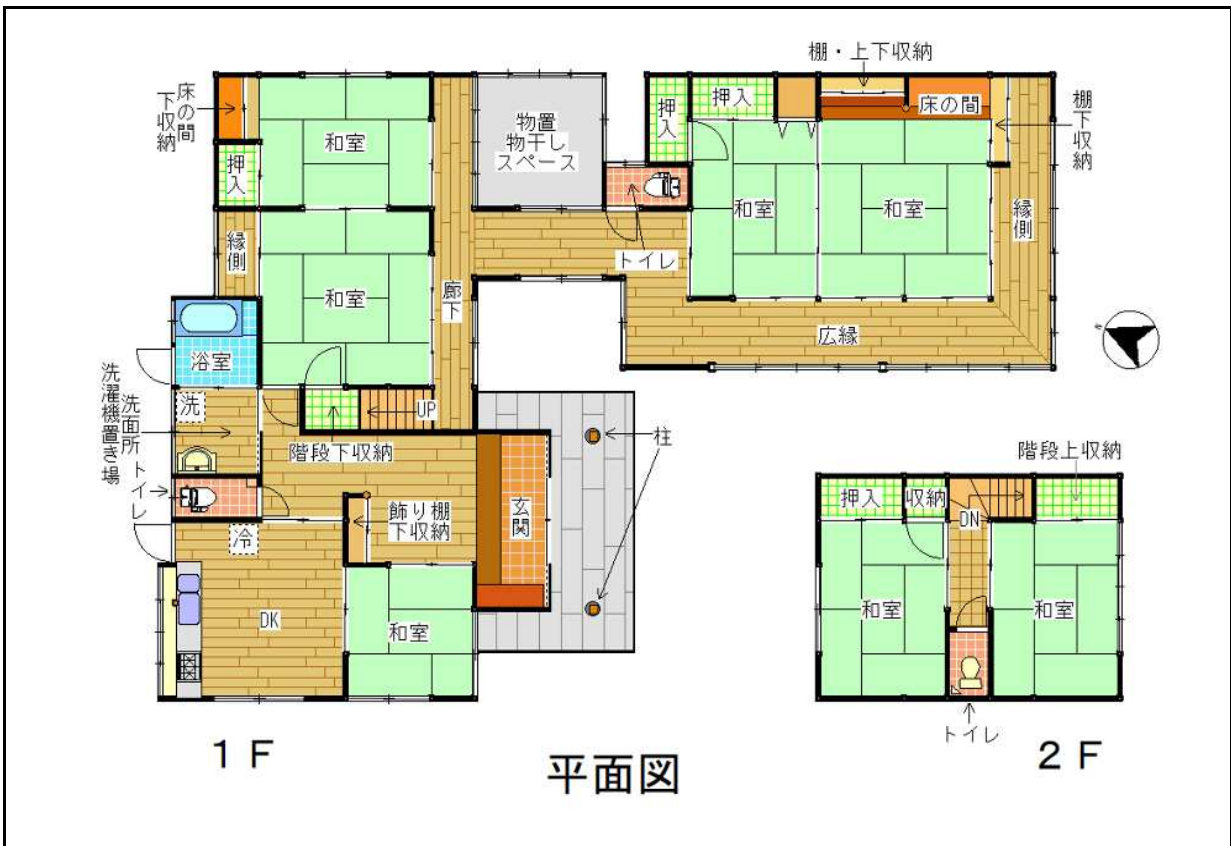 棚・上下収納
床の間
下収納
和室
物置
物干し
スペース
押入
押入
床の間
棚下収納
押入
和室
和室
縁側
縁側
和室
廊下
トイレ
広縁
N
浴室
洗濯機置き場
洗面所
トイレ
洗
UP
階段下収納
柱
冷
飾り棚
下収納
玄関
DK
和室
階段上収納
押入
収納
DN
和室
和室
トイレ
1F
平面図
2F